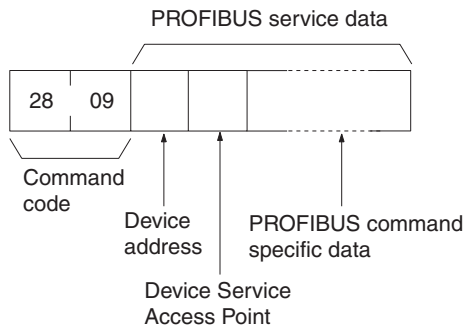 PROFIBUS service data
28 09
Command
code
Device
address
PROFIBUS command
specific data
Device Service
Access Point